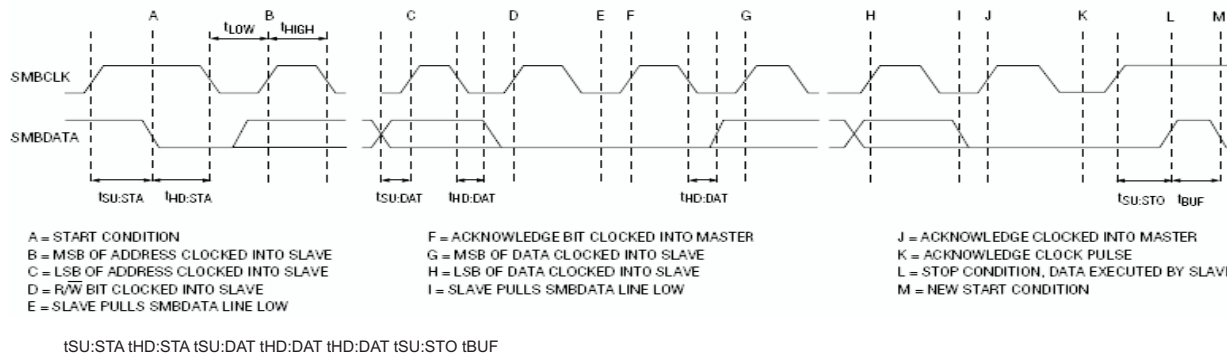 A B C D E F G H I J K L M
tLOW tHIGH
SMBCLK
SMBDATA
tSU:STA tHD:STA tSU:DAT tHD:DAT tHD:DAT tSU:STO tBUF
A = START CONDITION
B = MSB OF ADDRESS CLOCKED INTO SLAVE
C = LSB OF ADDRESS CLOCKED INTO SLAVE
D = R/W̅ BIT CLOCKED INTO SLAVE
E = SLAVE PULLS SMBDATA LINE LOW
F = ACKNOWLEDGE BIT CLOCKED INTO MASTER
G = MSB OF DATA CLOCKED INTO SLAVE
H = LSB OF DATA CLOCKED INTO SLAVE
I = SLAVE PULLS SMBDATA LINE LOW
J = ACKNOWLEDGE CLOCKED INTO MASTER
K = ACKNOWLEDGE CLOCK PULSE
L = STOP CONDITION, DATA EXECUTED BY SLAVE
M = NEW START CONDITION
tSU:STA tHD:STA tSU:DAT tHD:DAT tHD:DAT tSU:STO tBUF